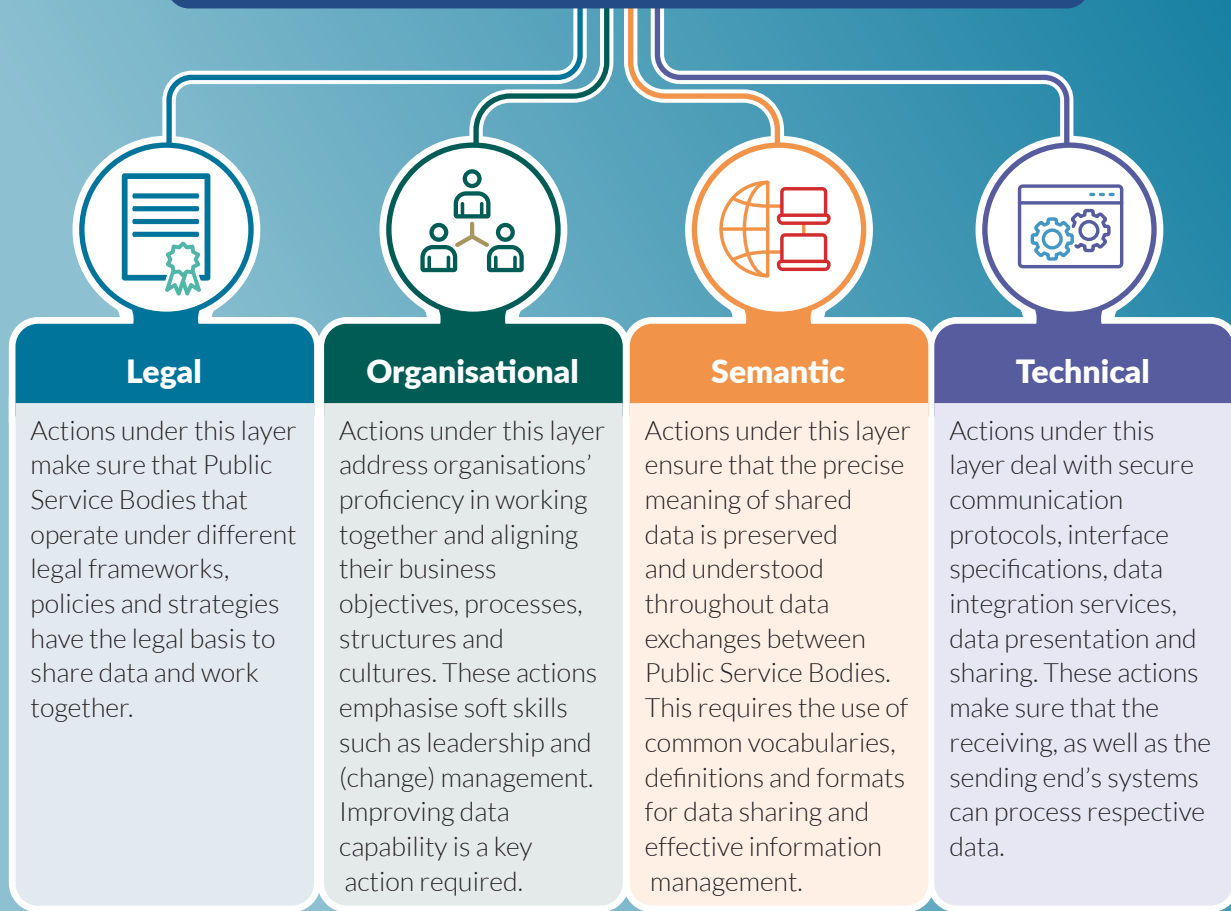 Legal
Actions under this layer
make sure that Public
Service Bodies that
operate under different
legal frameworks,
policies and strategies
have the legal basis to
share data and work
together.
Organisational
Actions under this layer
address organisations’
proficiency in working
together and aligning
their business
objectives, processes,
structures and
cultures. These actions
emphasise soft skills
such as leadership and
(change) management.
Improving data
capability is a key
action required.
Semantic
Actions under this layer
ensure that the precise
meaning of shared
data is preserved
and understood
throughout data
exchanges between
Public Service Bodies.
This requires the use of
common vocabularies,
definitions and formats
for data sharing and
effective information
management.
Technical
Actions under this
layer deal with secure
communication
protocols, interface
specifications, data
integration services,
data presentation and
sharing. These actions
make sure that the
receiving, as well as the
sending end’s systems
can process respective
data.